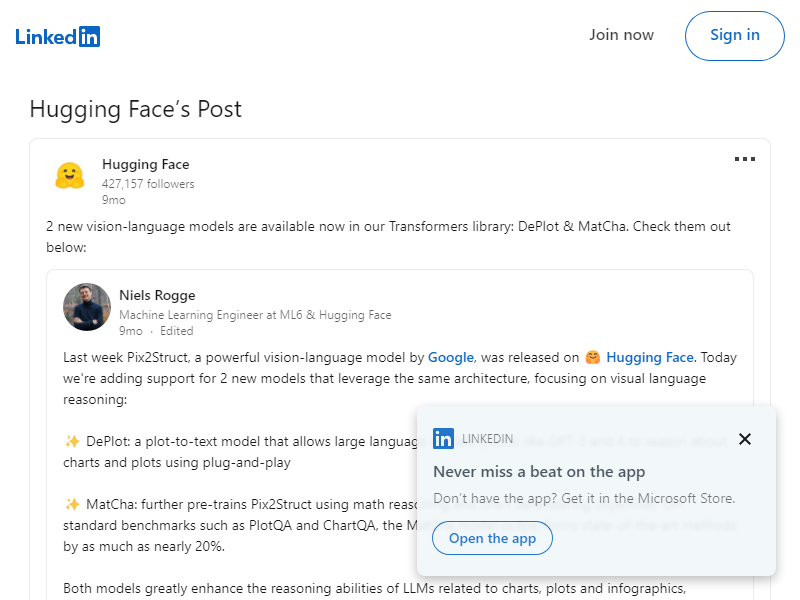 LinkedIn
Join now
Sign in
Hugging Face's Post
Hugging Face
427,157 followers
9mo
2 new vision-language models are available now in our Transformers library: DePlot & MatCha. Check them out
below:
Niels Rogge
Machine Learning Engineer at ML6 & Hugging Face
9mo · Edited
Last week Pix2Struct, a powerful vision-language model by Google, was released on 🤗 Hugging Face. Today
we're adding support for 2 new models that leverage the same architecture, focusing on visual language
reasoning:
✨ DePlot: a plot-to-text model that allows large language
charts and plots using plug-and-play
✨ MatCha: further pre-trains Pix2Struct using math
standard benchmarks such as PlotQA and ChartQA, the
by as much as nearly 20%.
Both models greatly enhance the reasoning abilities of LLMs related to charts, plots and infographics,
LINKEDIN
Never miss a beat on the app
Don't have the app? Get it in the Microsoft Store.
Open the app